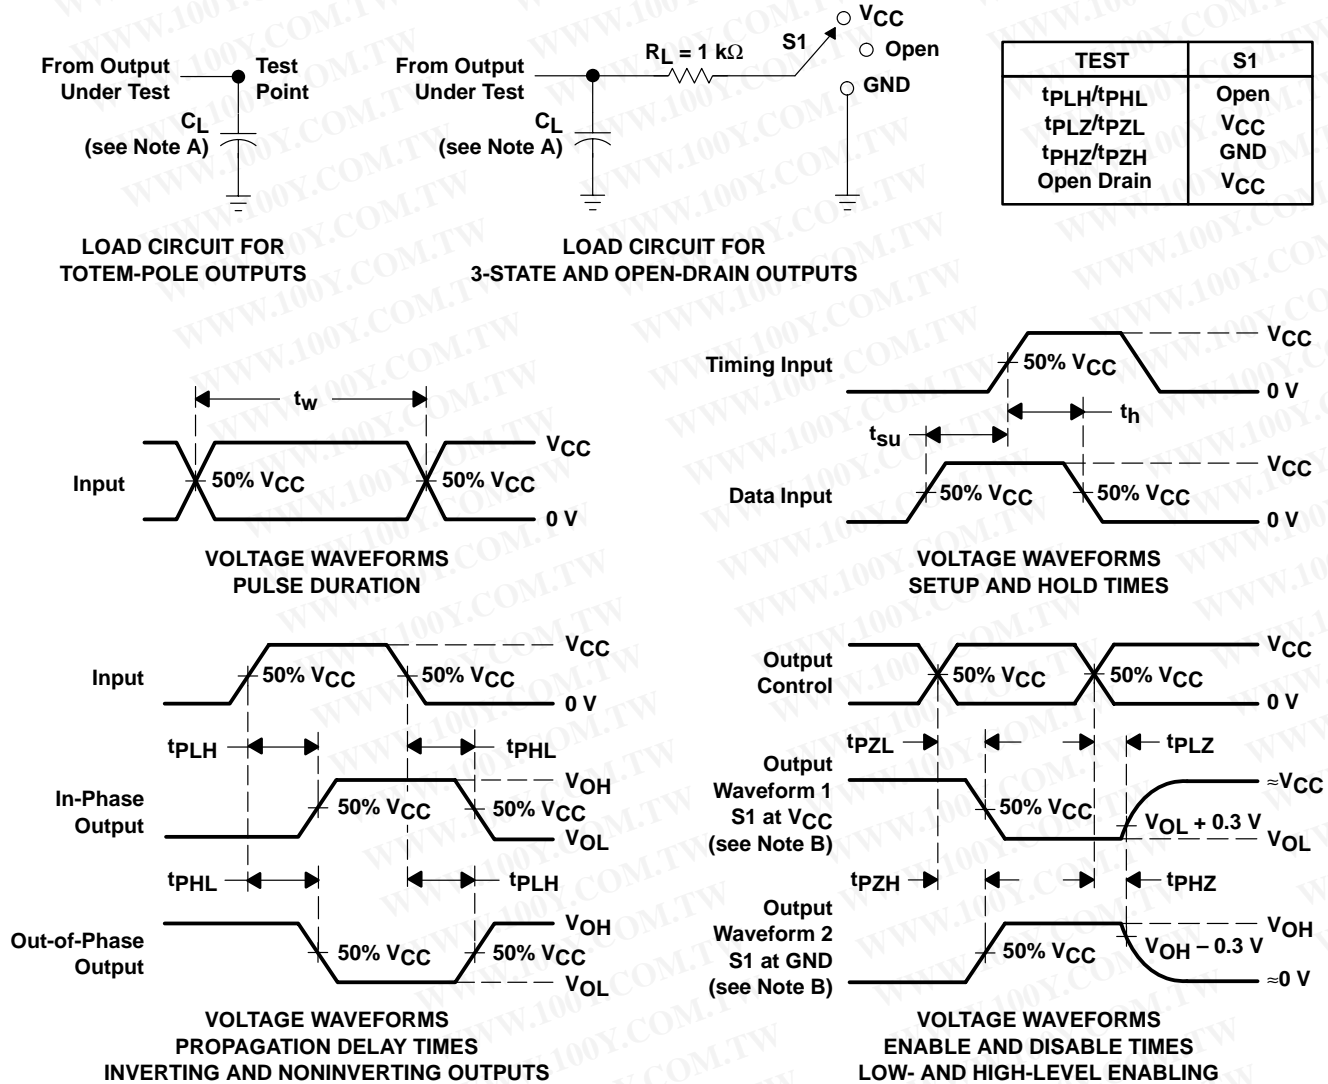 From Output
Under Test
Test
Point
CL
(see Note A)
LOAD CIRCUIT FOR
TOTEM-POLE OUTPUTS
From Output
Under Test
RL = 1 kΩ
S1
VCC
Open
GND
CL
(see Note A)
LOAD CIRCUIT FOR
3-STATE AND OPEN-DRAIN OUTPUTS
TEST S1
tPLH/tPHL Open
tPLZ/tPZL VCC
tPHZ/tPZH GND
Open Drain VCC
tw
Input
50% VCC
50% VCC
VCC
0 V
VOLTAGE WAVEFORMS
PULSE DURATION
Timing Input
50% VCC
VCC
0 V
tsu
th
Data Input
50% VCC
50% VCC
VCC
0 V
VOLTAGE WAVEFORMS
SETUP AND HOLD TIMES
Input
50% VCC
50% VCC
VCC
0 V
tPLH
tPHL
In-Phase
Output
50% VCC
50% VCC
VOH
VOL
tPHL
tPLH
Out-of-Phase
Output
50% VCC
50% VCC
VOH
VOL
VOLTAGE WAVEFORMS
PROPAGATION DELAY TIMES
INVERTING AND NONINVERTING OUTPUTS
Output
Control
50% VCC
50% VCC
VCC
0 V
tPZL
tPLZ
Output
Waveform 1
S1 at VCC
(see Note B)
50% VCC
VOL + 0.3 V
≈VCC
VOL
tPZH
tPHZ
Output
Waveform 2
S1 at GND
(see Note B)
50% VCC
VOH − 0.3 V
VOH
≈0 V
VOLTAGE WAVEFORMS
ENABLE AND DISABLE TIMES
LOW- AND HIGH-LEVEL ENABLING
WWW.100Y.COM.TW